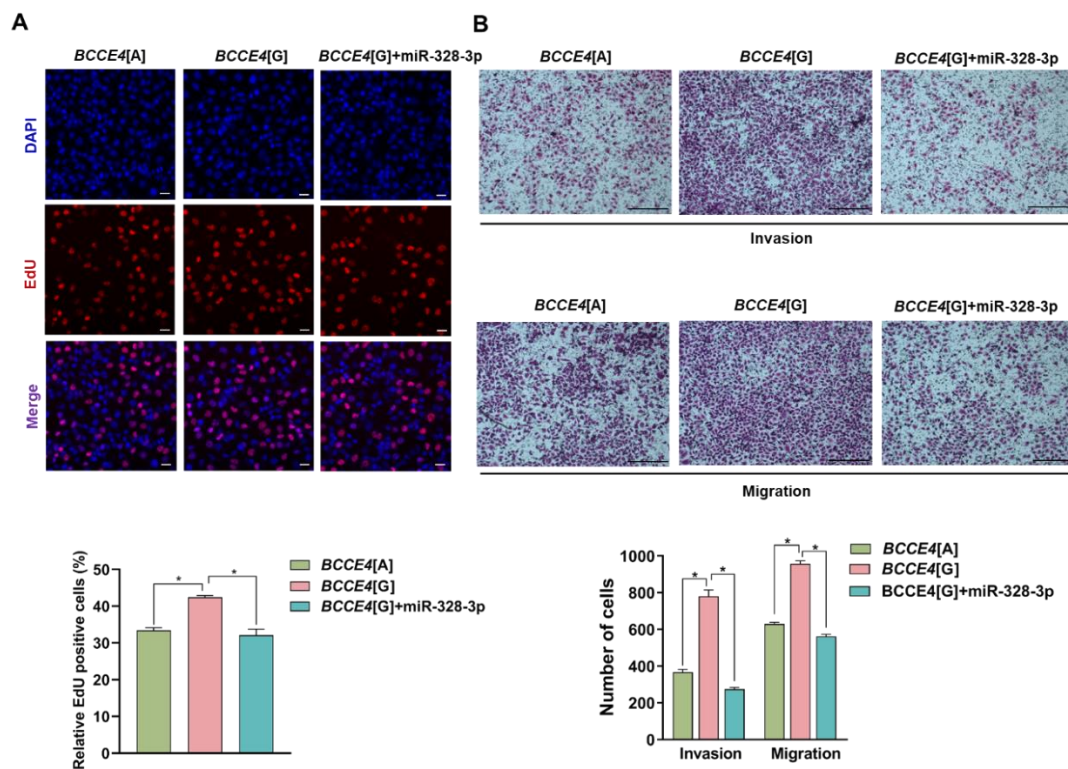 A
BCCE4[A] BCCE4[G] BCCE4[G]+miR-328-3p
DAPI
EdU
Merge
Relative EdU positive cells (%)
50
40
30
20
10
0
* *
BCCE4[A]
BCCE4[G]
BCCE4[G]+miR-328-3p
B
BCCE4[A] BCCE4[G] BCCE4[G]+miR-328-3p
Invasion
BCCE4[A] BCCE4[G] BCCE4[G]+miR-328-3p
Migration
Number of cells
1000
800
600
400
200
0
* * * *
Invasion Migration
BCCE4[A]
BCCE4[G]
BCCE4[G]+miR-328-3p